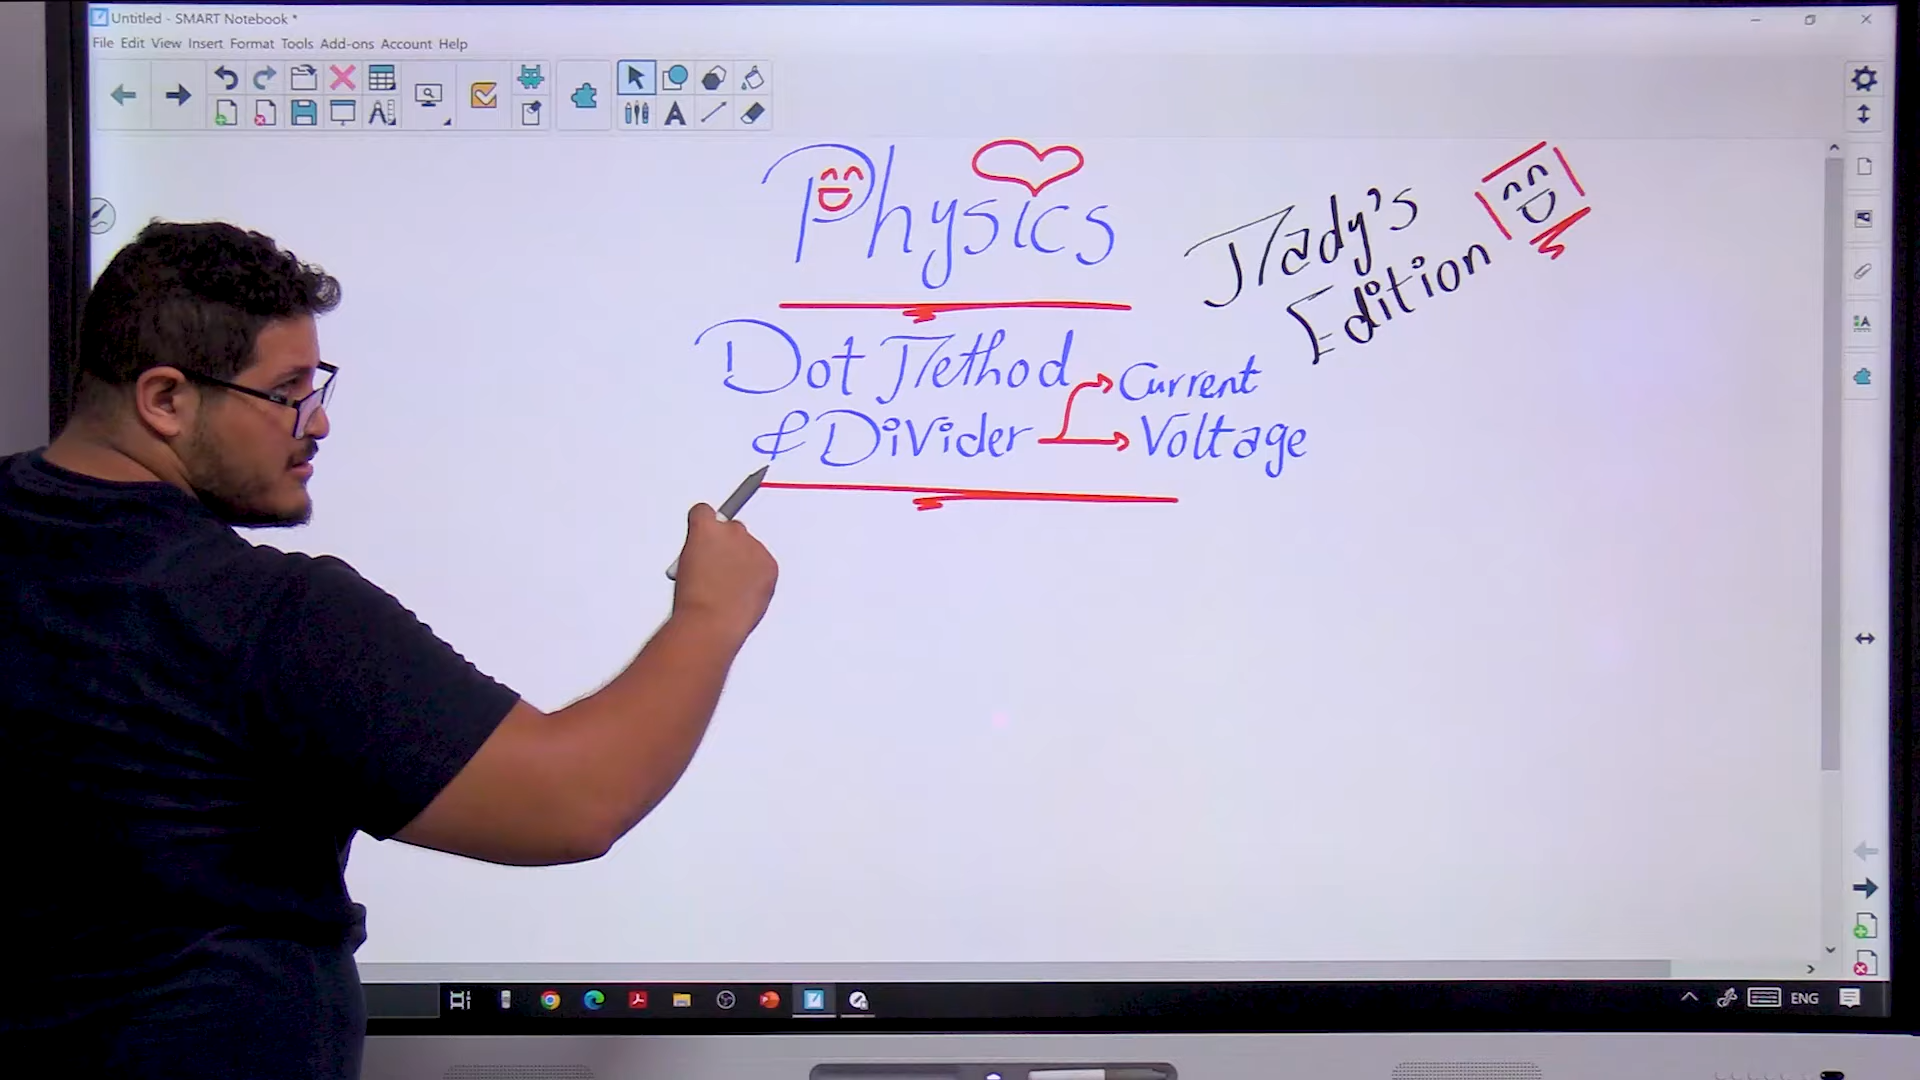 Untitled - SMART Notebook *
File Edit View Insert Format Tools Add-ons Account Help
Physics
Mady's
Edition
Dot Method
& Divider
Current
Voltage
ENG